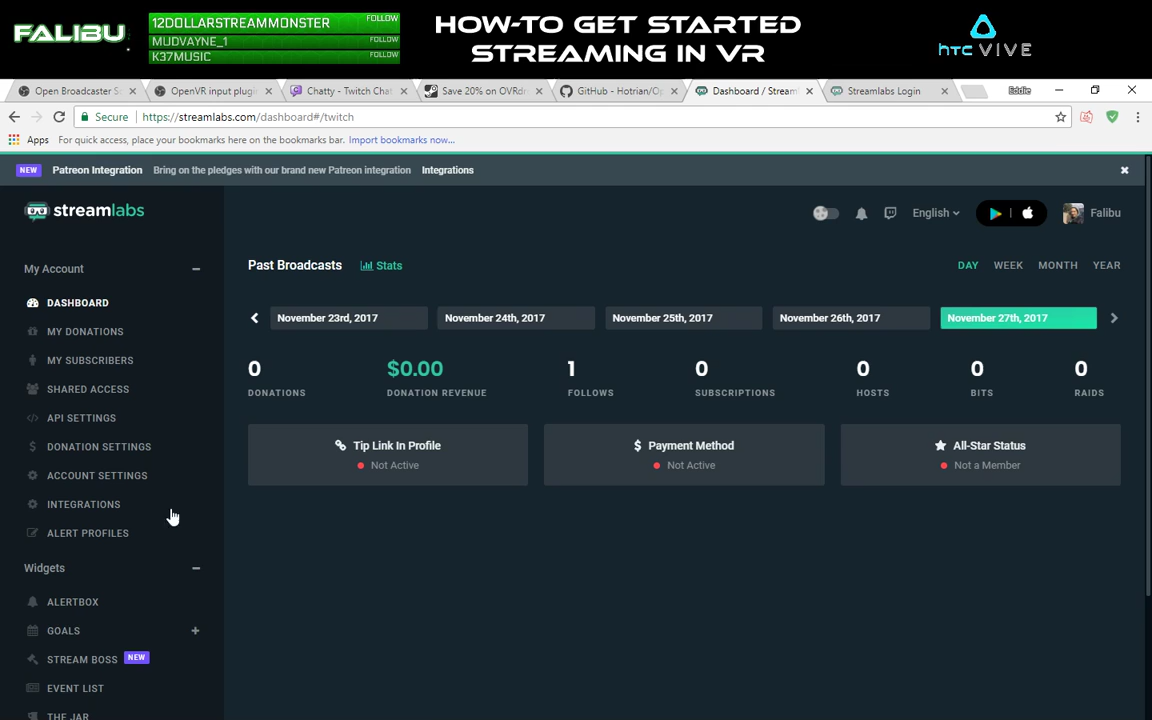 FALIBU
12DOLLARSTREAMMONSTER FOLLOW
MUDVAYNE_1 FOLLOW
K37MUSIC FOLLOW
HOW-TO GET STARTED
STREAMING IN VR
HTC VIVE
Open Broadcaster S
OpenVR input plugin
Chatty - Twitch Cha
Save 20% on OVRdr
GitHub - Hotrian/Op
Dashboard / Stream
Streamlabs Login
Eddie
Secure
https://streamlabs.com/dashboard#/twitch
Apps
For quick access, place your bookmarks here on the bookmarks bar.
Import bookmarks now...
NEW
Patreon Integration
Bring on the pledges with our brand new Patreon integration
Integrations
streamlabs
English
Falibu
My Account
DASHBOARD
MY DONATIONS
MY SUBSCRIBERS
SHARED ACCESS
API SETTINGS
DONATION SETTINGS
ACCOUNT SETTINGS
INTEGRATIONS
ALERT PROFILES
Widgets
ALERTBOX
GOALS
STREAM BOSS NEW
EVENT LIST
THE JAR
Past Broadcasts
Stats
DAY
WEEK
MONTH
YEAR
November 23rd, 2017
November 24th, 2017
November 25th, 2017
November 26th, 2017
November 27th, 2017
0
DONATIONS
$0.00
DONATION REVENUE
1
FOLLOWS
0
SUBSCRIPTIONS
0
HOSTS
0
BITS
0
RAIDS
Tip Link In Profile
Not Active
$ Payment Method
Not Active
All-Star Status
Not a Member